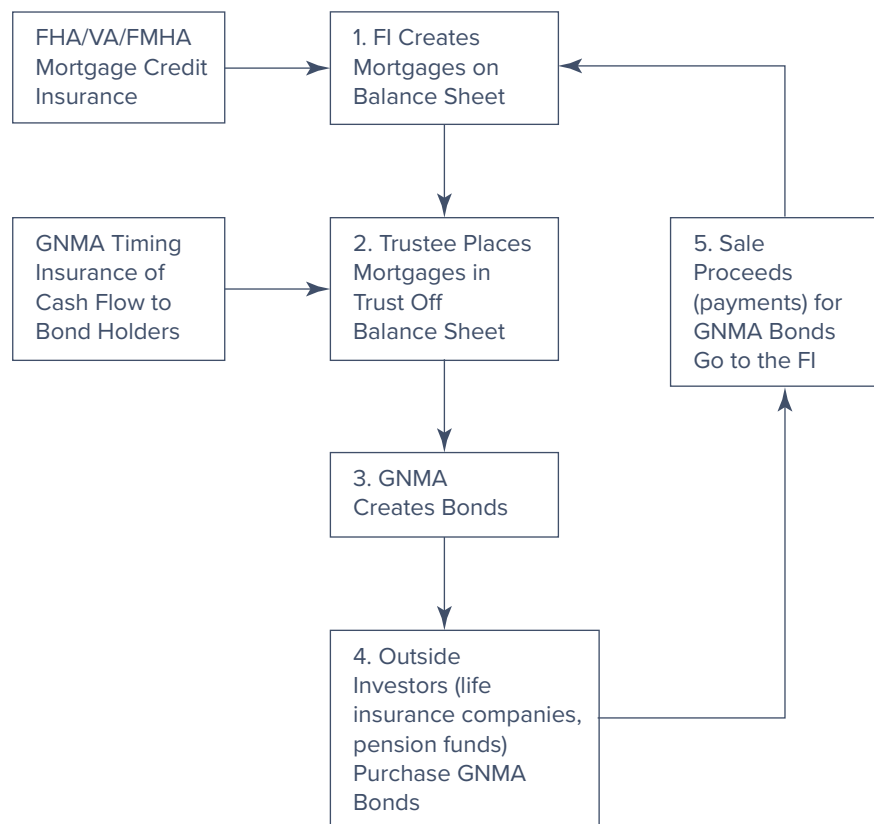 FHA/VA/FMHA
Mortgage Credit
Insurance
1. FI Creates
Mortgages on
Balance Sheet
GNMA Timing
Insurance of
Cash Flow to
Bond Holders
2. Trustee Places
Mortgages in
Trust Off
Balance Sheet
5. Sale
Proceeds
(payments) for
GNMA Bonds
Go to the FI
3. GNMA
Creates Bonds
4. Outside
Investors (life
insurance companies,
pension funds)
Purchase GNMA
Bonds